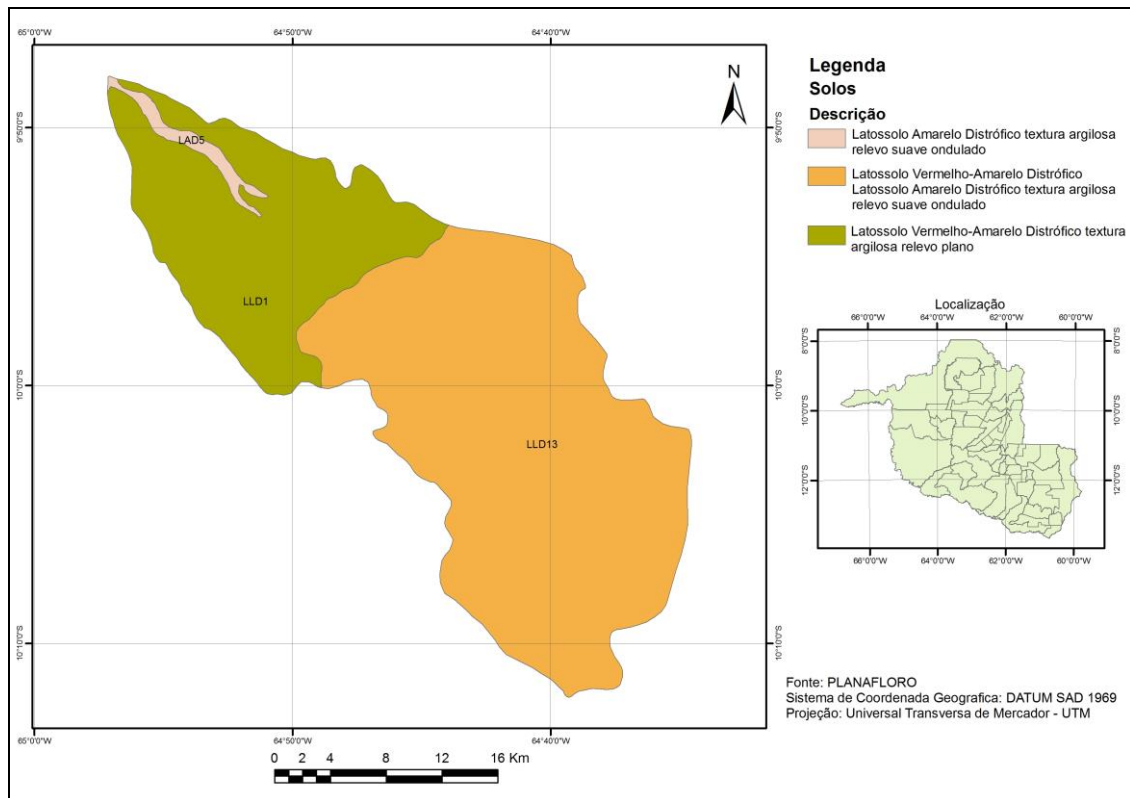 65°0'0"W
64°50'0"W
64°40'0"W
N
9°50'0"S
9°50'0"S
LAD5
LLD1
10°0'0"S
10°0'0"S
LLD13
10°10'0"S
10°10'0"S
65°0'0"W
64°50'0"W
64°40'0"W
0 2 4 8 12 16 Km
Legenda
Solos
Descrição
Latossolo Amarelo Distrófico textura argilosa
relevo suave ondulado
Latossolo Vermelho-Amarelo Distrófico
Latossolo Amarelo Distrófico textura argilosa
relevo suave ondulado
Latossolo Vermelho-Amarelo Distrófico textura
argilosa relevo plano
Localização
66°0'0"W
64°0'0"W
62°0'0"W
60°0'0"W
8°0'0"S
8°0'0"S
10°0'0"S
10°0'0"S
12°0'0"S
12°0'0"S
66°0'0"W
64°0'0"W
62°0'0"W
60°0'0"W
Fonte: PLANAFLORO
Sistema de Coordenada Geografica: DATUM SAD 1969
Projeção: Universal Transversa de Mercador - UTM